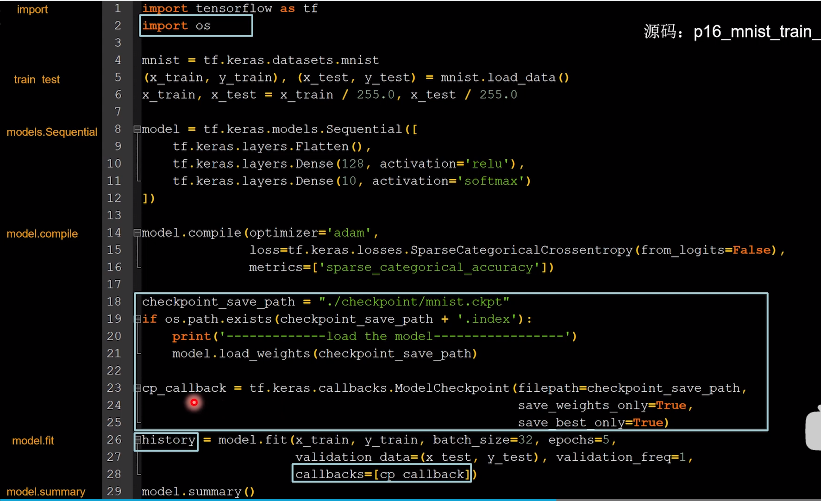 import
train test
models.Sequential
model.compile
model.fit
model.summary
源码：p16_mnist_train_
1 import tensorflow as tf
2 import os
3
4 mnist = tf.keras.datasets.mnist
5 (x_train, y_train), (x_test, y_test) = mnist.load_data()
6 x_train, x_test = x_train / 255.0, x_test / 255.0
7
8 model = tf.keras.models.Sequential([
9     tf.keras.layers.Flatten(),
10     tf.keras.layers.Dense(128, activation='relu'),
11     tf.keras.layers.Dense(10, activation='softmax')
12 ])
13
14 model.compile(optimizer='adam',
15               loss=tf.keras.losses.SparseCategoricalCrossentropy(from_logits=False),
16               metrics=['sparse_categorical_accuracy'])
17
18 checkpoint_save_path = "./checkpoint/mnist.ckpt"
19 if os.path.exists(checkpoint_save_path + '.index'):
20     print('-------------load the model-----------------')
21     model.load_weights(checkpoint_save_path)
22
23 cp_callback = tf.keras.callbacks.ModelCheckpoint(filepath=checkpoint_save_path,
24                                                  save_weights_only=True,
25                                                  save_best_only=True)
26 history = model.fit(x_train, y_train, batch_size=32, epochs=5,
27                     validation_data=(x_test, y_test), validation_freq=1,
28                     callbacks=[cp_callback])
29 model.summary()